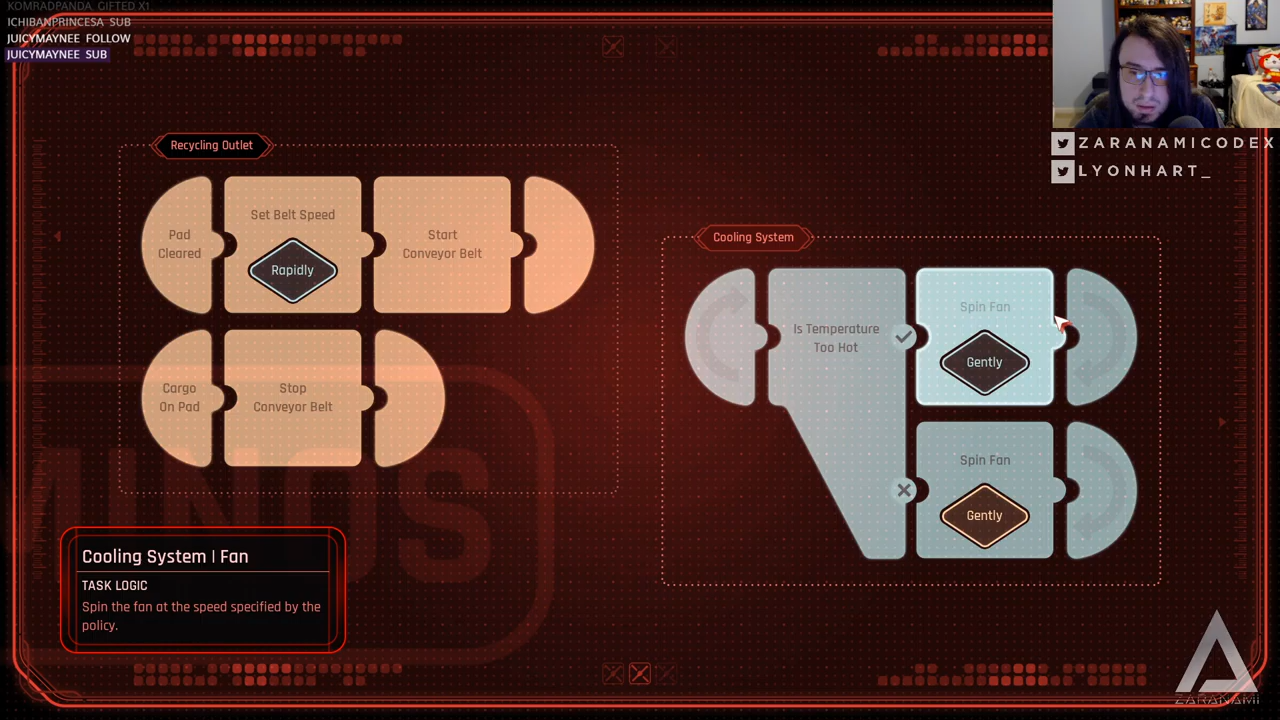 KOMRADPANDA, GIFTED X1,
ICHIBANPRINCESA SUB
JUICYMAYNEE FOLLOW
JUICYMAYNEE SUB
ZARANAMICODEX
LYONHART_
Recycling Outlet
Pad
Cleared
Set Belt Speed
Rapidly
Start
Conveyor Belt
Cargo
On Pad
Stop
Conveyor Belt
Cooling System
Is Temperature
Too Hot
Spin Fan
Gently
Spin Fan
Gently
MINOS
Cooling System | Fan
TASK LOGIC
Spin the fan at the speed specified by the
policy.
ZARANAMI